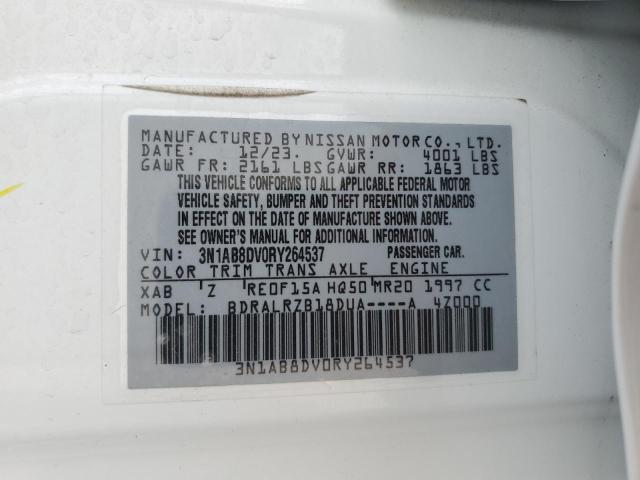 MANUFACTURED BY NISSAN MOTOR CO., LTD.
DATE: 12/23. GVWR: 4001 LBS
GAWR FR: 2161 LBS GAWR RR: 1863 LBS
THIS VEHICLE CONFORMS TO ALL APPLICABLE FEDERAL MOTOR
VEHICLE SAFETY, BUMPER AND THEFT PREVENTION STANDARDS
IN EFFECT ON THE DATE OF MANUFACTURE SHOWN ABOVE.
SEE OWNER'S MANUAL FOR ADDITIONAL INFORMATION.
VIN: 3N1AB8DV0RY264537 PASSENGER CAR.
COLOR TRIM TRANS AXLE ENGINE
XAB Z RE0F15A HQ50 MR20 1997 CC
MODEL: BDRALRZB18DUA----A 4Z000
3N1AB8DV0RY264537